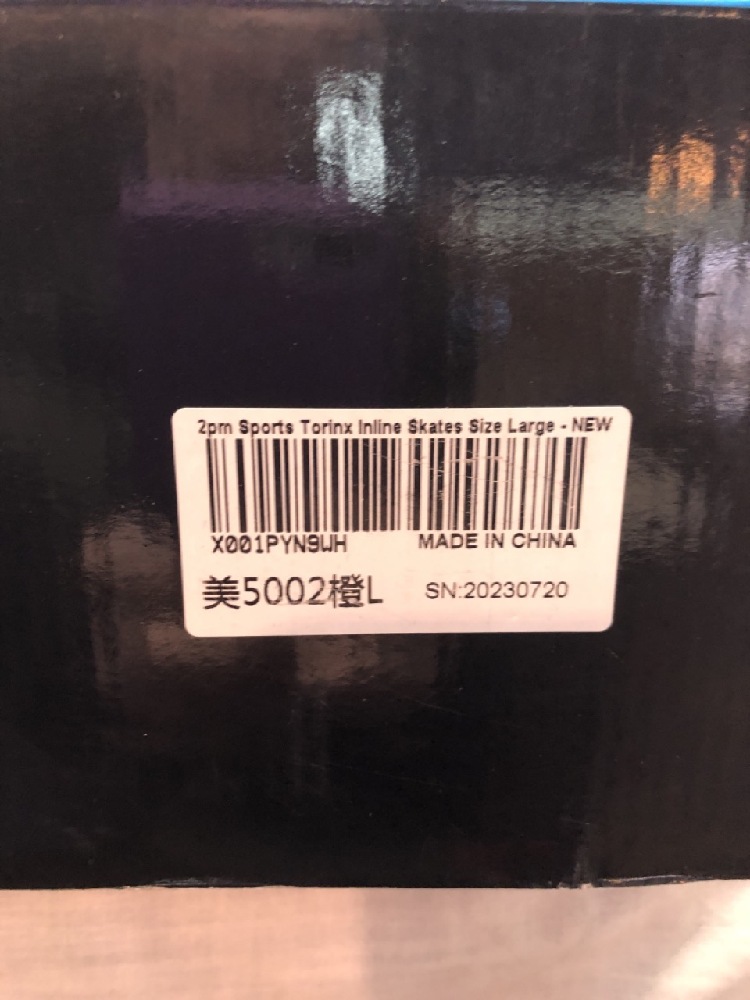 2pm Sports Torinx Inline Skates Size Large - NEW
X001PYN9WH MADE IN CHINA
美5002橙L SN:20230720